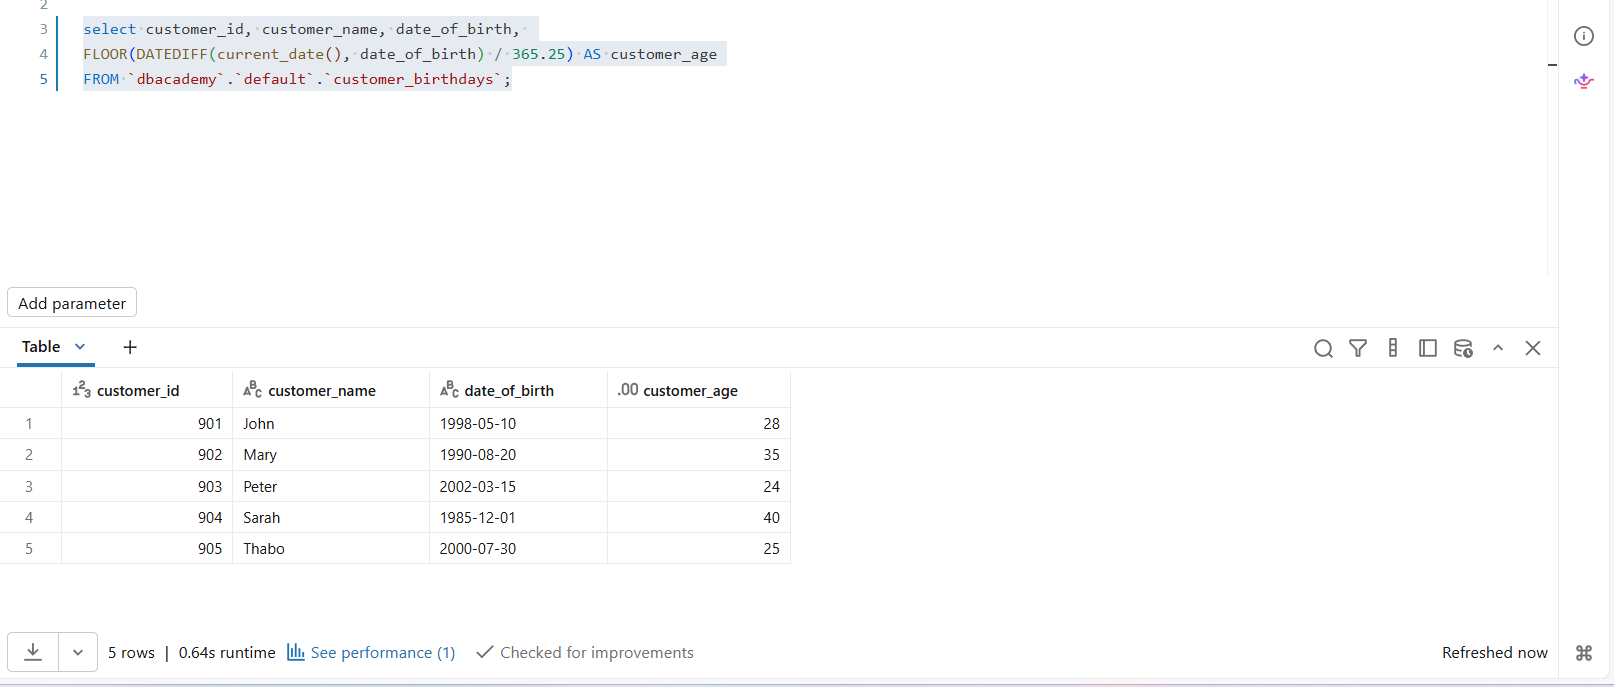 2
3 select customer_id, customer_name, date_of_birth,
4 FLOOR(DATEDIFF(current_date(), date_of_birth) / 365.25) AS customer_age
5 FROM `dbacademy`.`default`.`customer_birthdays`;
Add parameter
Table
123 customer_id ABC customer_name ABC date_of_birth .00 customer_age
1 901 John 1998-05-10 28
2 902 Mary 1990-08-20 35
3 903 Peter 2002-03-15 24
4 904 Sarah 1985-12-01 40
5 905 Thabo 2000-07-30 25
5 rows | 0.64s runtime See performance (1) Checked for improvements Refreshed now